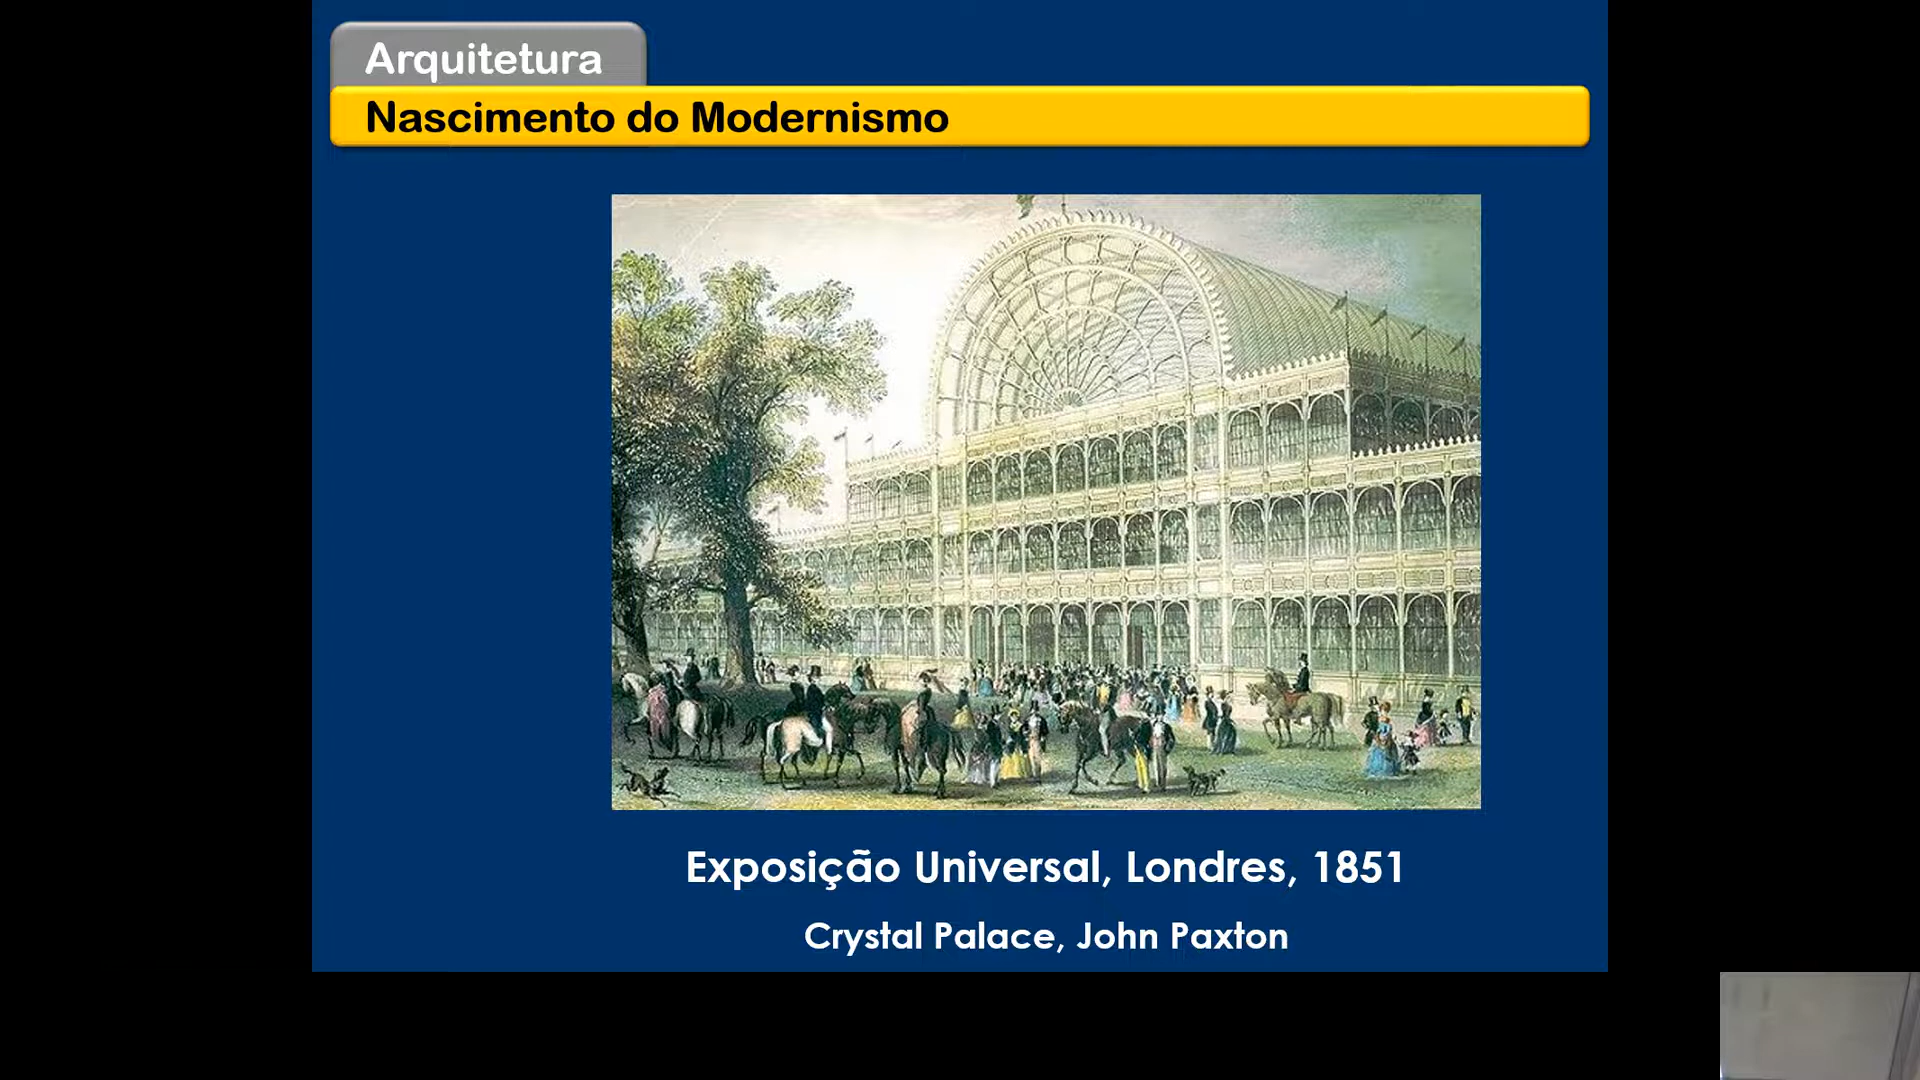 Arquitetura
Nascimento do Modernismo
Exposição Universal, Londres, 1851
Crystal Palace, John Paxton